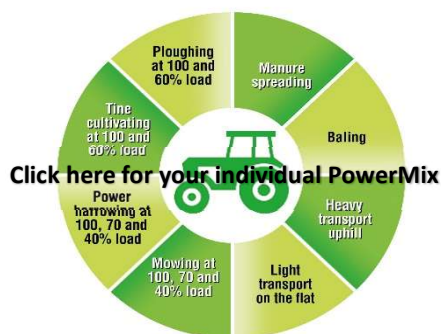 Ploughing
at 100 and
60% load
Manure
spreading
Tine
cultivating
at 100 and
60% load
Baling
Click here for your individual PowerMix
Power
harrowing at
100, 70 and
40% load
Heavy
transport
uphill
Mowing at
100, 70 and
40% load
Light
transport
on the flat